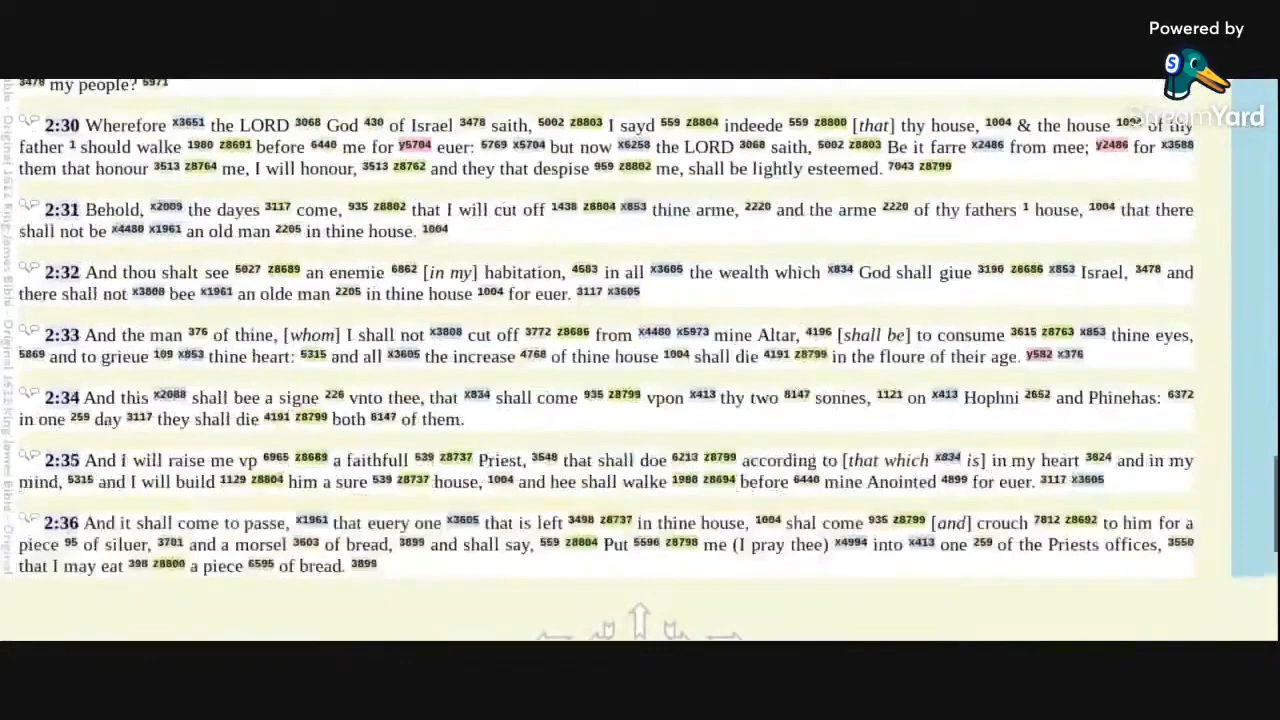 Powered by
StreamYard
3478 my people? 5971
2:30 Wherefore x3651 the LORD 3068 God 430 of Israel 3478 saith, 5002 z8803 I sayd 559 z8804 indeede 559 z8800 [that] thy house, 1004 & the house 1004 of thy
father 1 should walke 1980 z8691 before 6440 me for y5704 euer: 5769 x5704 but now x6258 the LORD 3068 saith, 5002 z8803 Be it farre x2486 from mee; y2486 for x3588
them that honour 3513 z8764 me, I will honour, 3513 z8762 and they that despise 959 z8802 me, shall be lightly esteemed. 7043 z8799
2:31 Behold, x2009 the dayes 3117 come, 935 z8802 that I will cut off 1438 z8804 x853 thine arme, 2220 and the arme 2220 of thy fathers 1 house, 1004 that there
shall not be x4480 x1961 an old man 2205 in thine house. 1004
2:32 And thou shalt see 5027 z8689 an enemie 6862 [in my] habitation, 4583 in all x3605 the wealth which x834 God shall giue 3190 z8686 x853 Israel, 3478 and
there shall not x3808 bee x1961 an olde man 2205 in thine house 1004 for euer. 3117 x3605
2:33 And the man 376 of thine, [whom] I shall not x3808 cut off 3772 z8686 from x4480 x5973 mine Altar, 4196 [shall be] to consume 3615 z8763 x853 thine eyes,
5869 and to grieue 109 x853 thine heart: 5315 and all x3605 the increase 4768 of thine house 1004 shall die 4191 z8799 in the floure of their age. y582 x376
2:34 And this x2088 shall bee a signe 226 vnto thee, that x834 shall come 935 z8799 vpon x413 thy two 8147 sonnes, 1121 on x413 Hophni 2652 and Phinehas: 6372
in one 259 day 3117 they shall die 4191 z8799 both 8147 of them.
2:35 And i will raise me vp 6965 z8689 a faithfull 539 z8737 Priest, 3548 that shall doe 6213 z8799 according to [that which x834 is] in my heart 3824 and in my
mind, 5315 and I will build 1129 z8804 him a sure 539 z8737 house, 1004 and hee shall walke 1980 z8694 before 6440 mine Anointed 4899 for euer. 3117 x3605
2:36 And it shall come to passe, x1961 that euery one x3605 that is left 3498 z8737 in thine house, 1004 shal come 935 z8799 [and] crouch 7812 z8692 to him for a
piece 95 of siluer, 3701 and a morsel 3603 of bread, 3899 and shall say, 559 z8804 Put 5596 z8798 me (I pray thee) x4994 into x413 one 259 of the Priests offices, 3550
that I may eat 398 z8800 a piece 6595 of bread. 3899